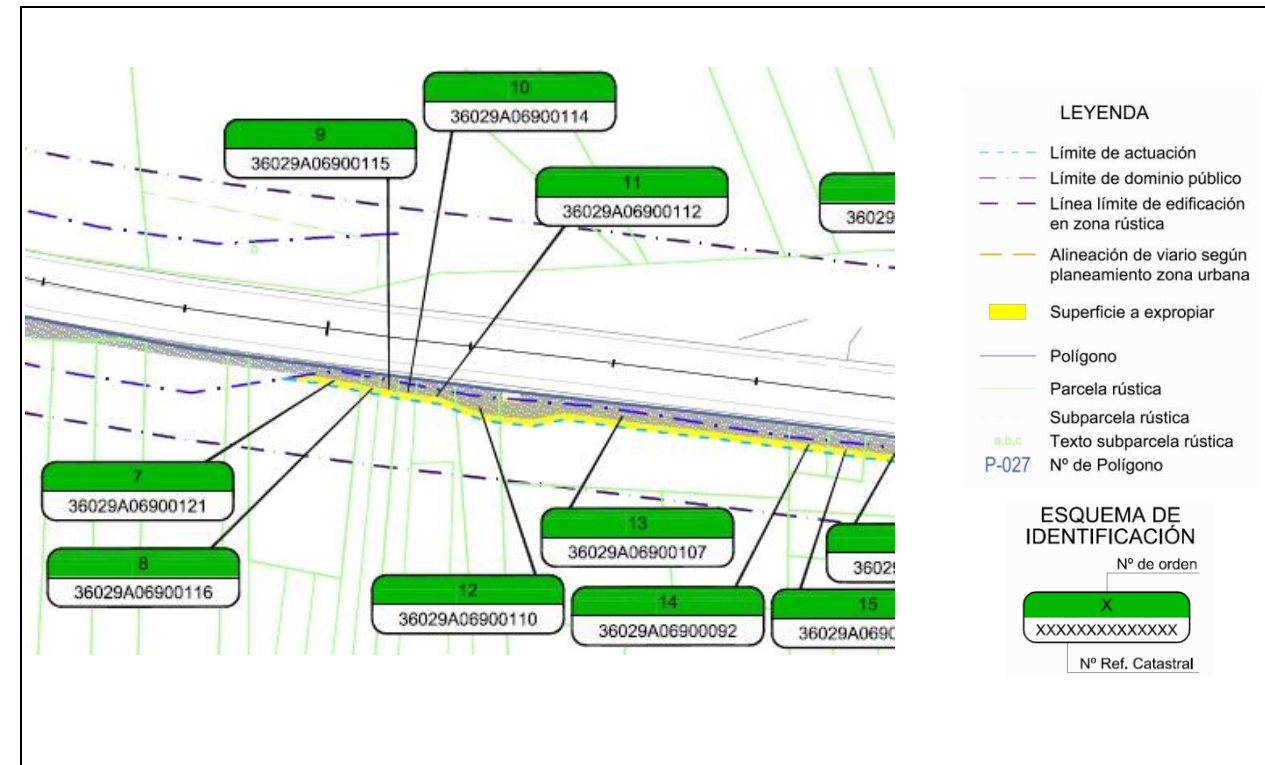 10
36029A06900114
9
36029A06900115
11
36029A06900112
36029
7
36029A06900121
8
36029A06900116
13
36029A06900107
12
36029A06900110
14
36029A06900092
15
36029A0690
3602
LEYENDA
Límite de actuación
Límite de dominio público
Línea límite de edificación
en zona rústica
Alineación de viario según
planeamiento zona urbana
Superficie a expropiar
Polígono
Parcela rústica
Subparcela rústica
a,b,c Texto subparcela rústica
P-027 Nº de Polígono
ESQUEMA DE
IDENTIFICACIÓN
Nº de orden
X
XXXXXXXXXXXXXX
Nº Ref. Catastral